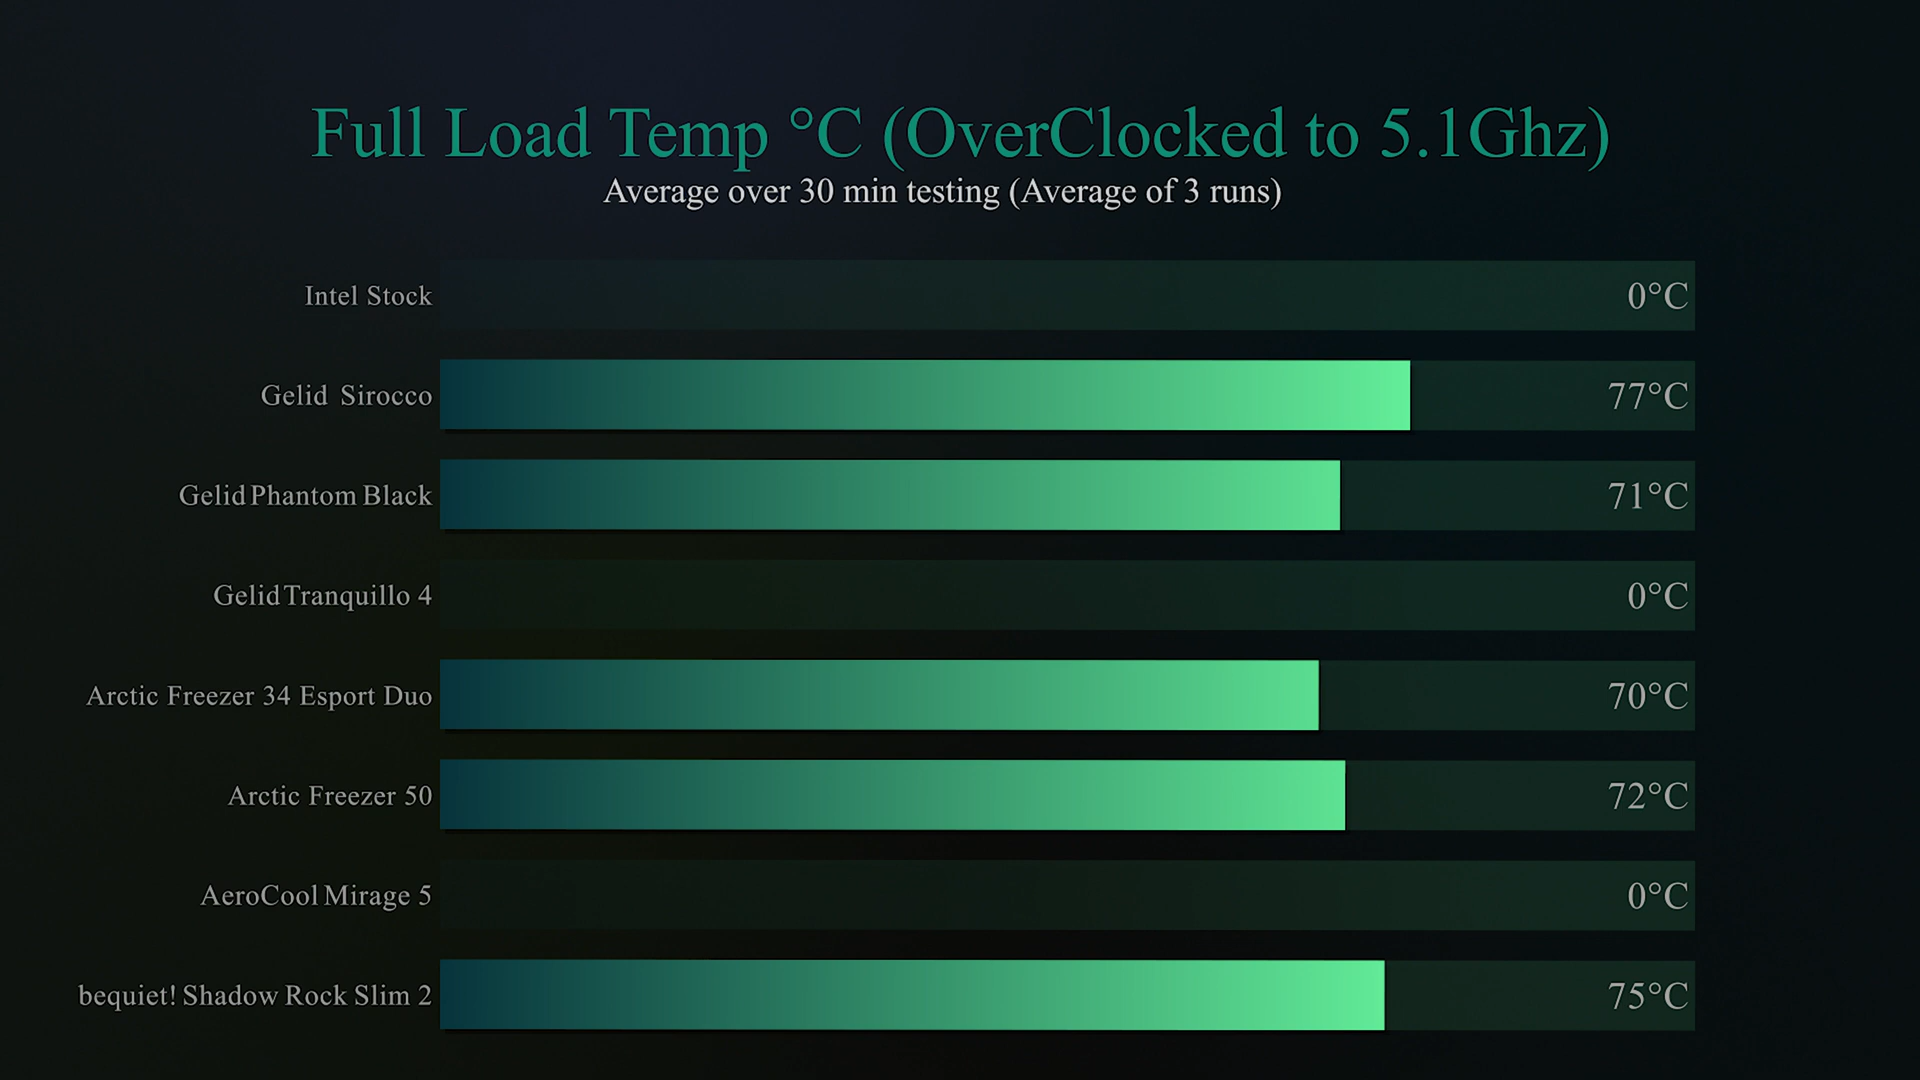 Full Load Temp °C (OverClocked to 5.1Ghz)
Average over 30 min testing (Average of 3 runs)
Intel Stock 0°C
Gelid Sirocco 77°C
Gelid Phantom Black 71°C
Gelid Tranquillo 4 0°C
Arctic Freezer 34 Esport Duo 70°C
Arctic Freezer 50 72°C
AeroCool Mirage 5 0°C
bequiet! Shadow Rock Slim 2 75°C